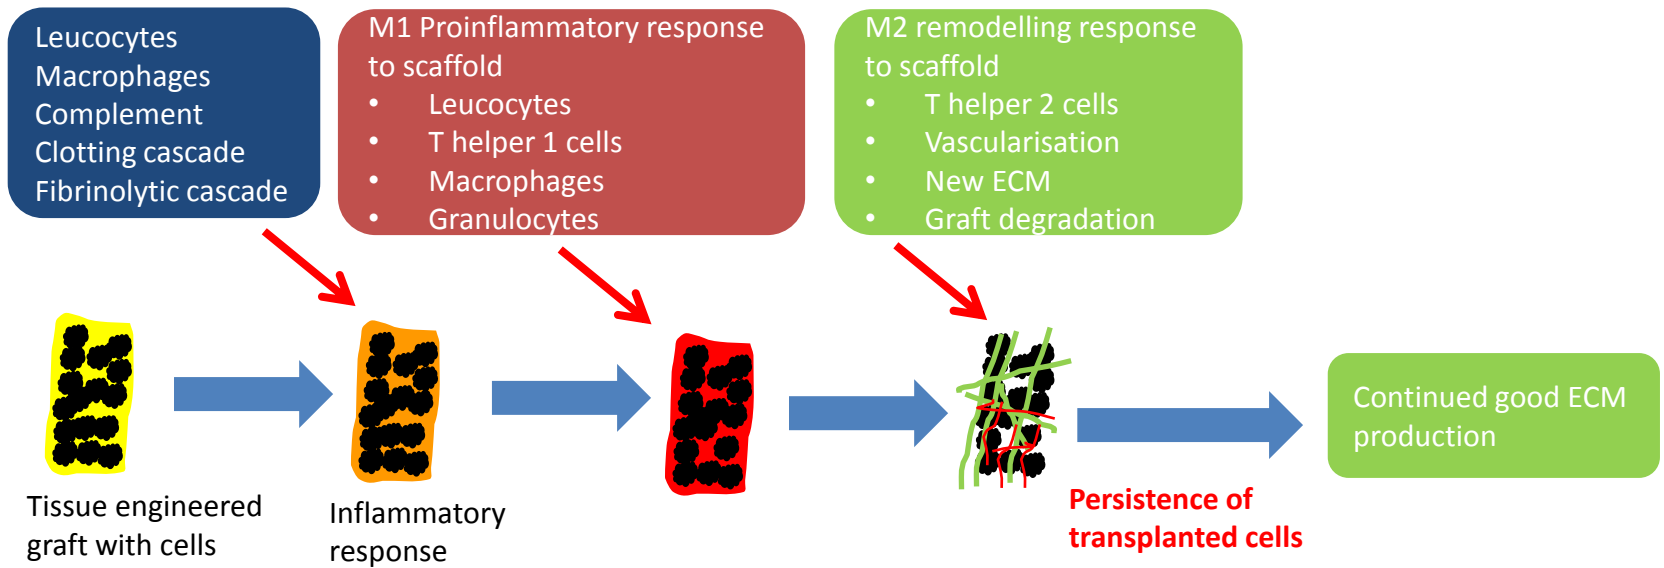 Leucocytes
Macrophages
Complement
Clotting cascade
Fibrinolytic cascade
M1 Proinflammatory response
to scaffold
• Leucocytes
• T helper 1 cells
• Macrophages
• Granulocytes
M2 remodelling response
to scaffold
• T helper 2 cells
• Vascularisation
• New ECM
• Graft degradation
Tissue engineered
graft with cells
Inflammatory
response
Persistence of
transplanted cells
Continued good ECM
production